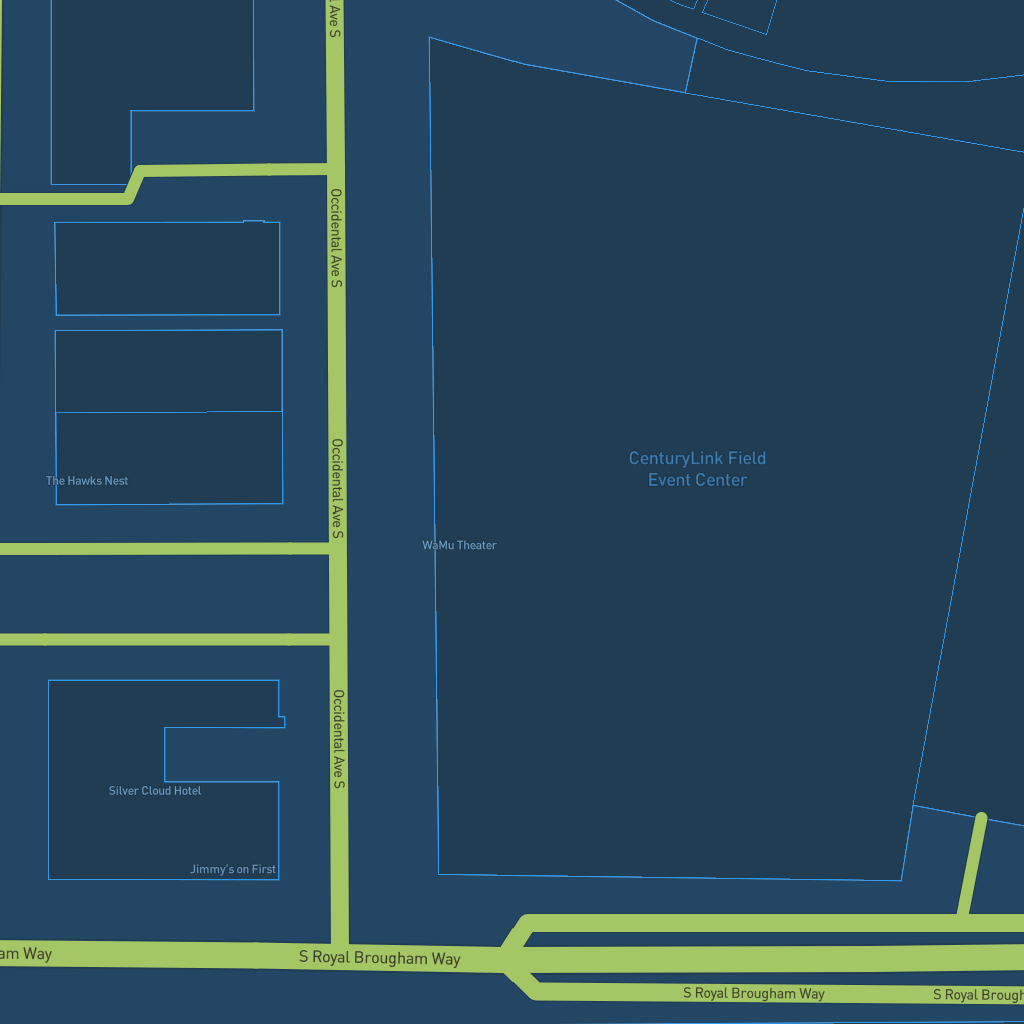 Ave S
Occidental Ave S
Occidental Ave S
CenturyLink Field
Event Center
The Hawks Nest
WaMu Theater
Occidental Ave S
Silver Cloud Hotel
Jimmy's on First
am Way
S Royal Brougham Way
S Royal Brougham Way
S Royal Brough